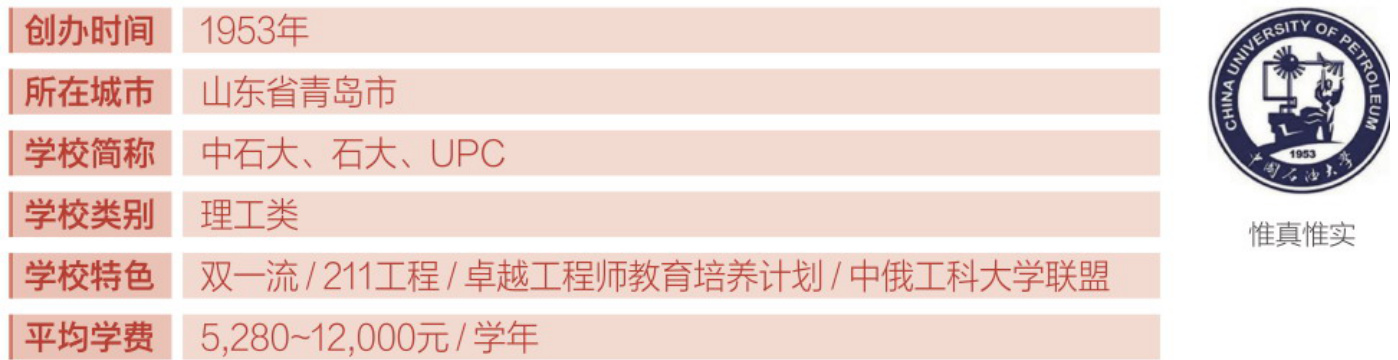 创办时间 1953年
所在城市 山东省青岛市
学校简称 中石大、石大、UPC
学校类别 理工类
学校特色 双一流 / 211工程 / 卓越工程师教育培养计划 / 中俄工科大学联盟
平均学费 5,280~12,000元 / 学年
CHINA UNIVERSITY OF PETROLEUM
1953
中国石油大学
惟真惟实